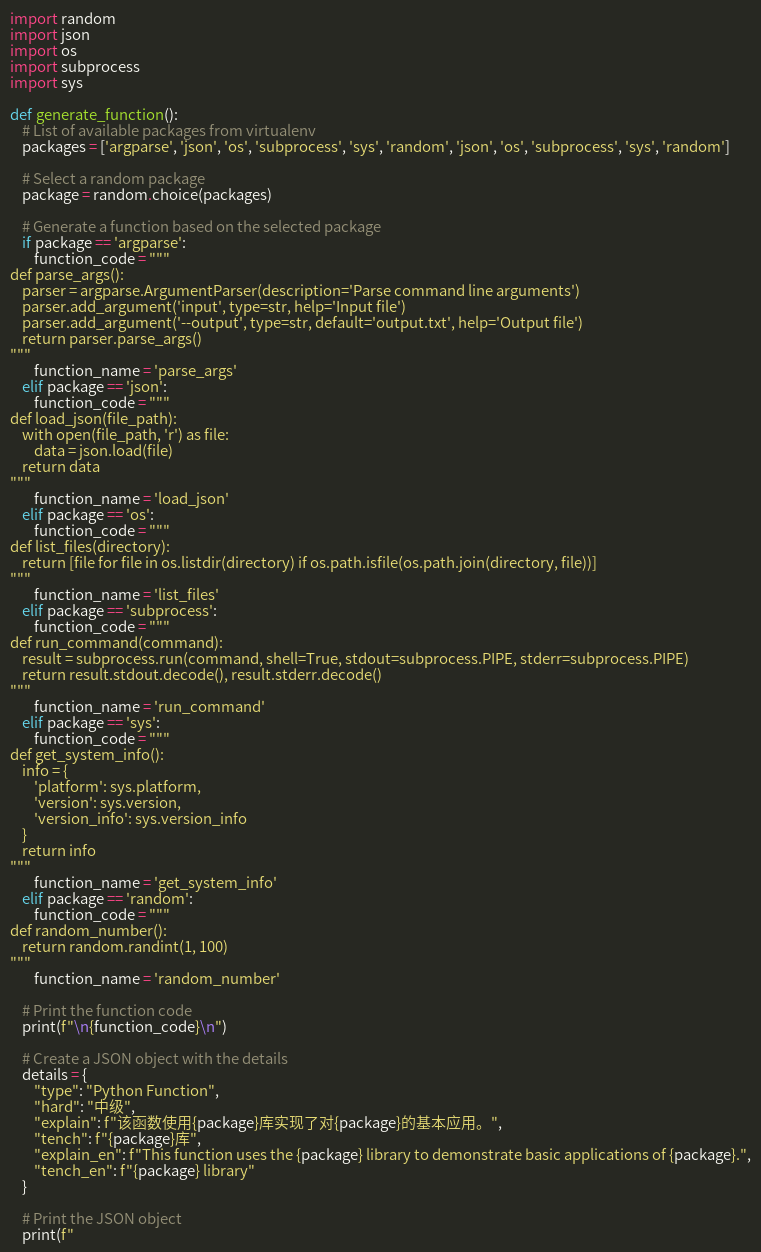 import random
import json
import os
import subprocess
import sys

def generate_function():
    # List of available packages from virtualenv
    packages = ['argparse', 'json', 'os', 'subprocess', 'sys', 'random', 'json', 'os', 'subprocess', 'sys', 'random']

    # Select a random package
    package = random.choice(packages)

    # Generate a function based on the selected package
    if package == 'argparse':
        function_code = """
def parse_args():
    parser = argparse.ArgumentParser(description='Parse command line arguments')
    parser.add_argument('input', type=str, help='Input file')
    parser.add_argument('--output', type=str, default='output.txt', help='Output file')
    return parser.parse_args()
"""
        function_name = 'parse_args'
    elif package == 'json':
        function_code = """
def load_json(file_path):
    with open(file_path, 'r') as file:
        data = json.load(file)
    return data
"""
        function_name = 'load_json'
    elif package == 'os':
        function_code = """
def list_files(directory):
    return [file for file in os.listdir(directory) if os.path.isfile(os.path.join(directory, file))]
"""
        function_name = 'list_files'
    elif package == 'subprocess':
        function_code = """
def run_command(command):
    result = subprocess.run(command, shell=True, stdout=subprocess.PIPE, stderr=subprocess.PIPE)
    return result.stdout.decode(), result.stderr.decode()
"""
        function_name = 'run_command'
    elif package == 'sys':
        function_code = """
def get_system_info():
    info = {
        'platform': sys.platform,
        'version': sys.version,
        'version_info': sys.version_info
    }
    return info
"""
        function_name = 'get_system_info'
    elif package == 'random':
        function_code = """
def random_number():
    return random.randint(1, 100)
"""
        function_name = 'random_number'

    # Print the function code
    print(f"\n{function_code}\n")

    # Create a JSON object with the details
    details = {
        "type": "Python Function",
        "hard": "中级",
        "explain": f"该函数使用{package}库实现了对{package}的基本应用。",
        "tench": f"{package}库",
        "explain_en": f"This function uses the {package} library to demonstrate basic applications of {package}.",
        "tench_en": f"{package} library"
    }

    # Print the JSON object
    print(f"